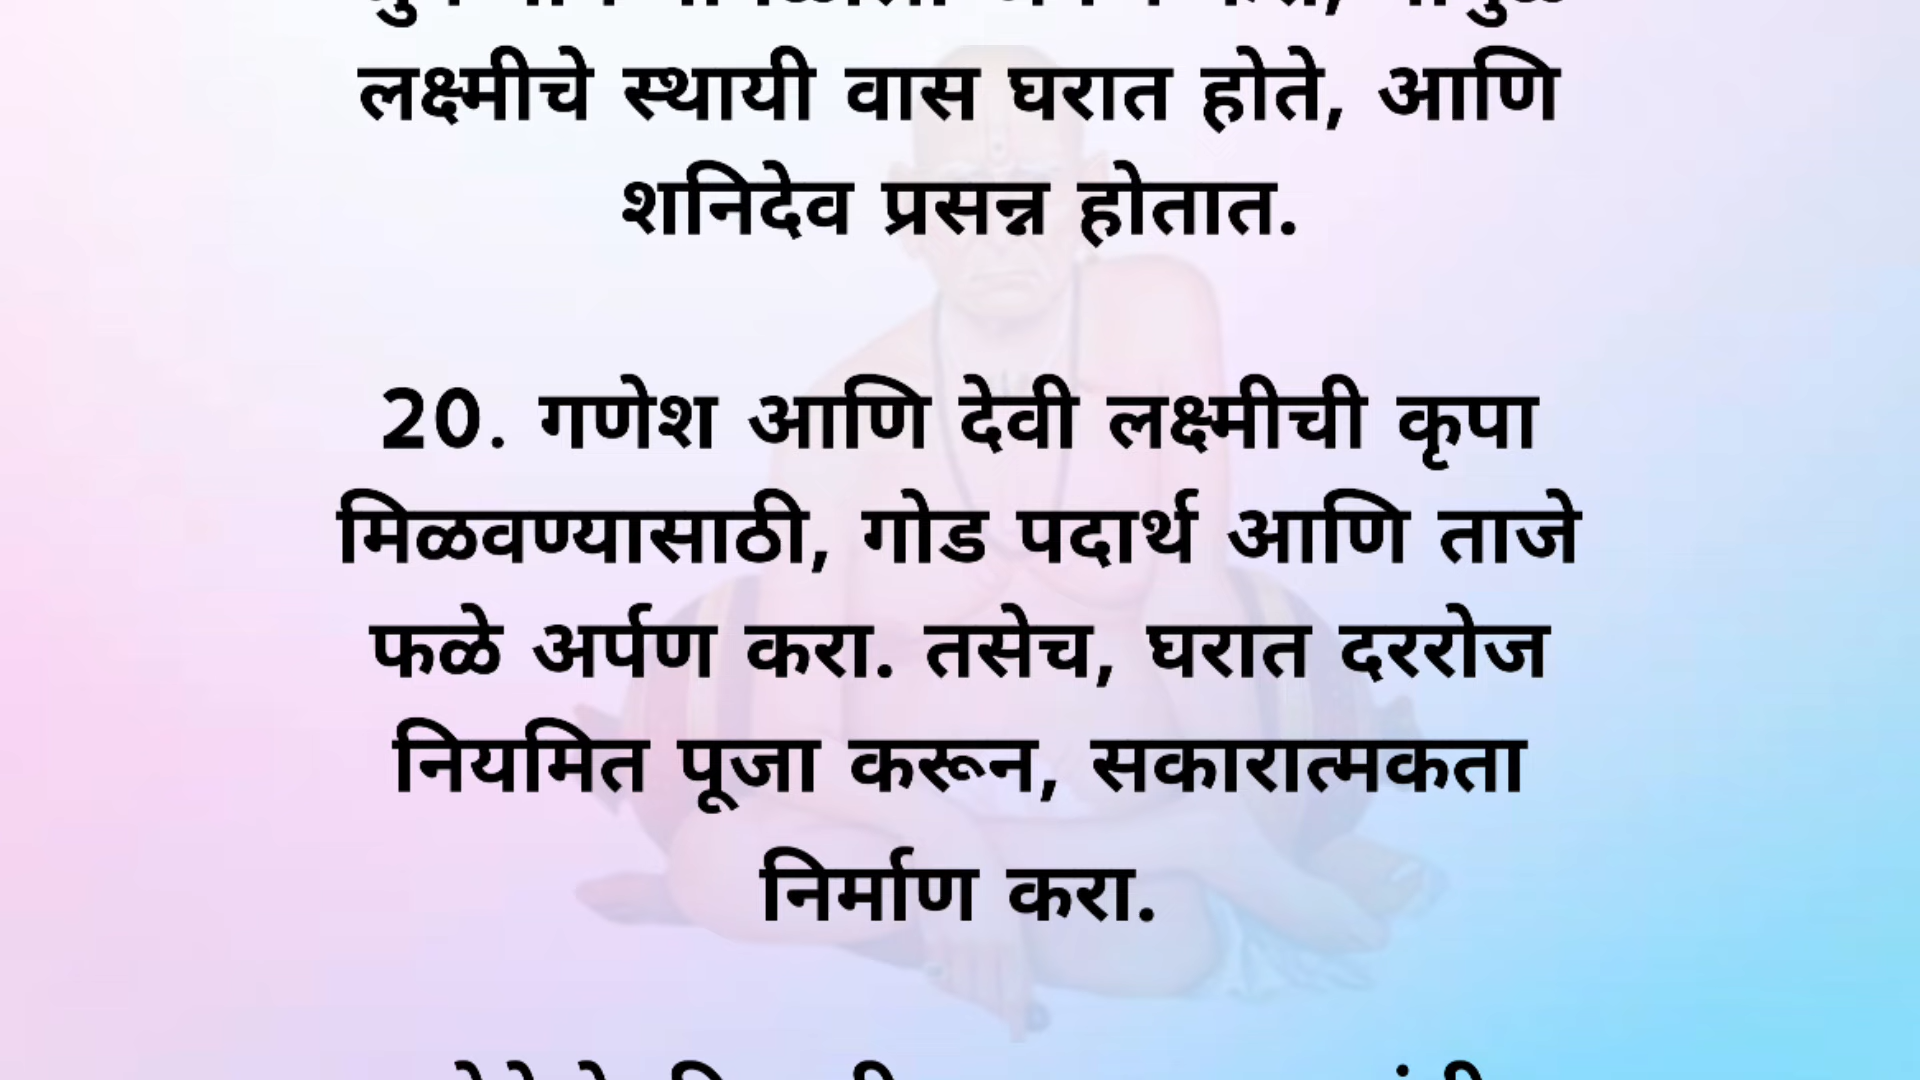 लक्ष्मीचे स्थायी वास घरात होते, आणि
शनिदेव प्रसन्न होतात.
20. गणेश आणि देवी लक्ष्मीची कृपा
मिळवण्यासाठी, गोड पदार्थ आणि ताजे
फळे अर्पण करा. तसेच, घरात दररोज
नियमित पूजा करून, सकारात्मकता
निर्माण करा.